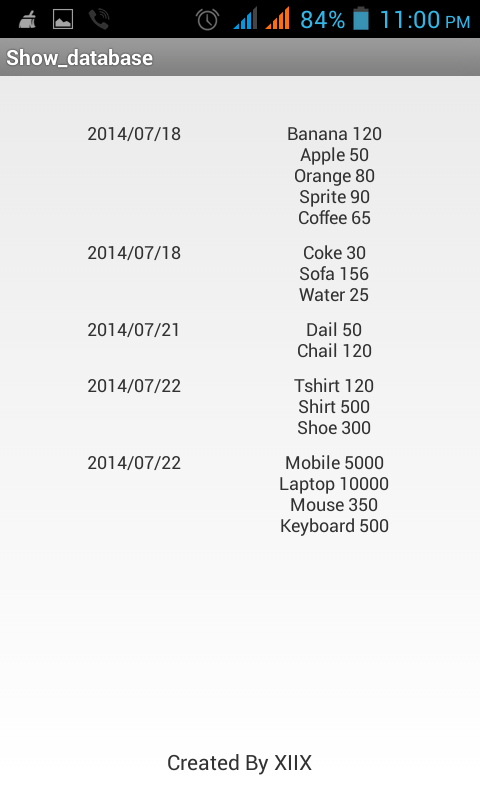 84% 11:00 PM
Show_database
2014/07/18 Banana 120
Apple 50
Orange 80
Sprite 90
Coffee 65
2014/07/18 Coke 30
Sofa 156
Water 25
2014/07/21 Dail 50
Chail 120
2014/07/22 Tshirt 120
Shirt 500
Shoe 300
2014/07/22 Mobile 5000
Laptop 10000
Mouse 350
Keyboard 500
Created By XIIX